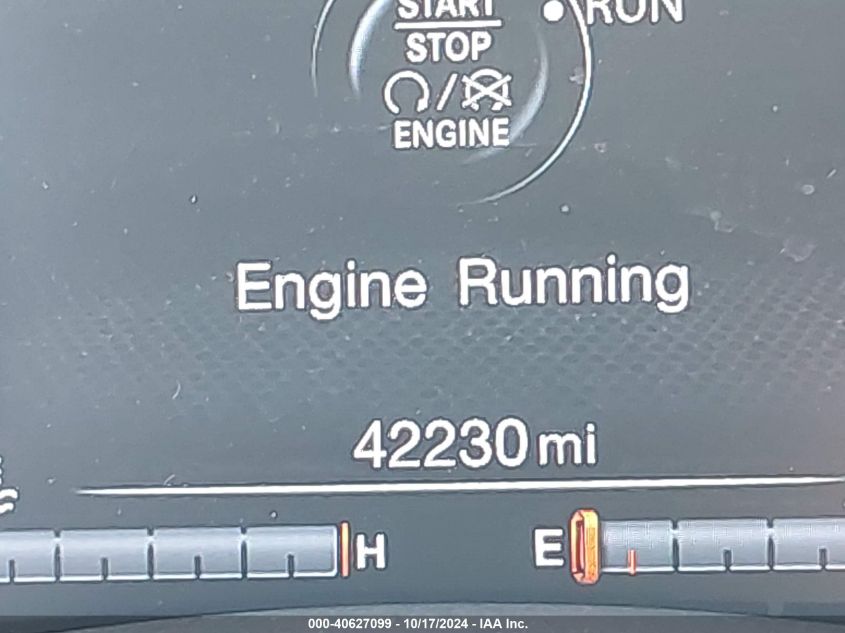 START
RUN
STOP
/
ENGINE
Engine Running
42230 mi
H
E
000-40627099 - 10/17/2024 - IAA Inc.